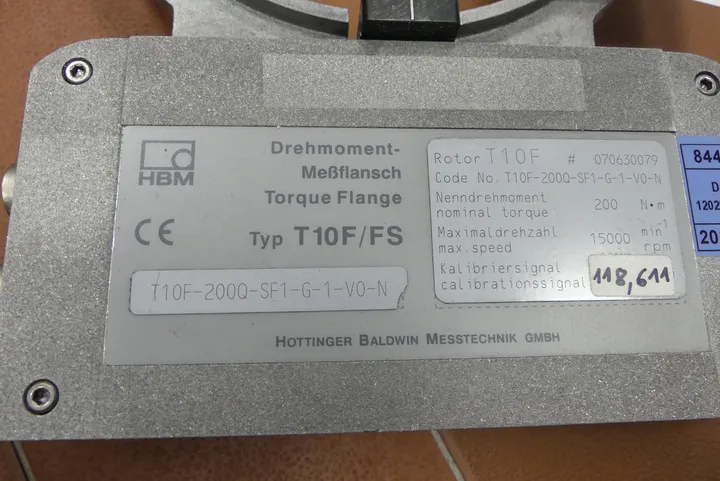 HBM
CE
Drehmoment-
Meßflansch
Torque Flange
Typ T10F/FS
T10F-200Q-SF1-G-1-V0-N
Rotor T10F # 070630079
Code No. T10F-200Q-SF1-G-1-V0-N
Nenndrehmoment
nominal torque 200 N•m
Maximaldrehzahl
max. speed 15000 min⁻¹
rpm
Kalibriersignal
calibrationssignal 118,611
HOTTINGER BALDWIN MESSTECHNIK GMBH
844
D
1202
20